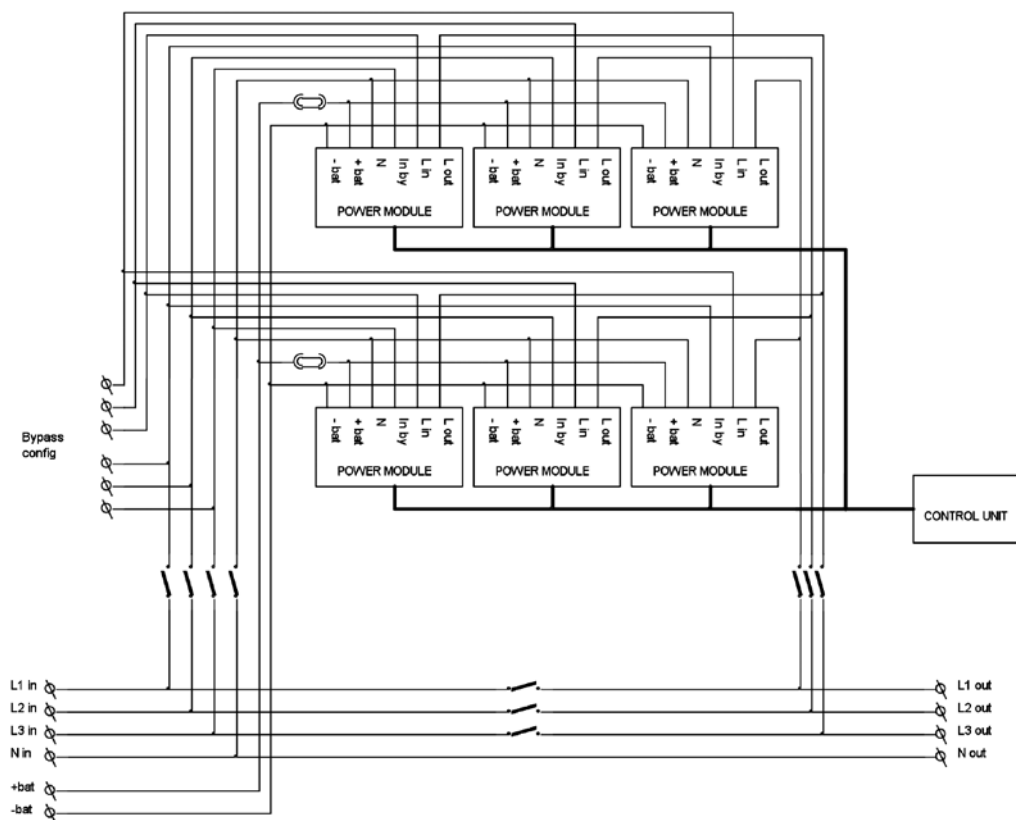 - bat
+ bat
N
In by
L in
L out
POWER MODULE
- bat
+ bat
N
In by
L in
L out
POWER MODULE
- bat
+ bat
N
In by
L in
L out
POWER MODULE
- bat
+ bat
N
In by
L in
L out
POWER MODULE
- bat
+ bat
N
In by
L in
L out
POWER MODULE
- bat
+ bat
N
In by
L in
L out
POWER MODULE
Bypass
config
CONTROL UNIT
L1 in
L1 out
L2 in
L2 out
L3 in
L3 out
N in
N out
+bat
-bat